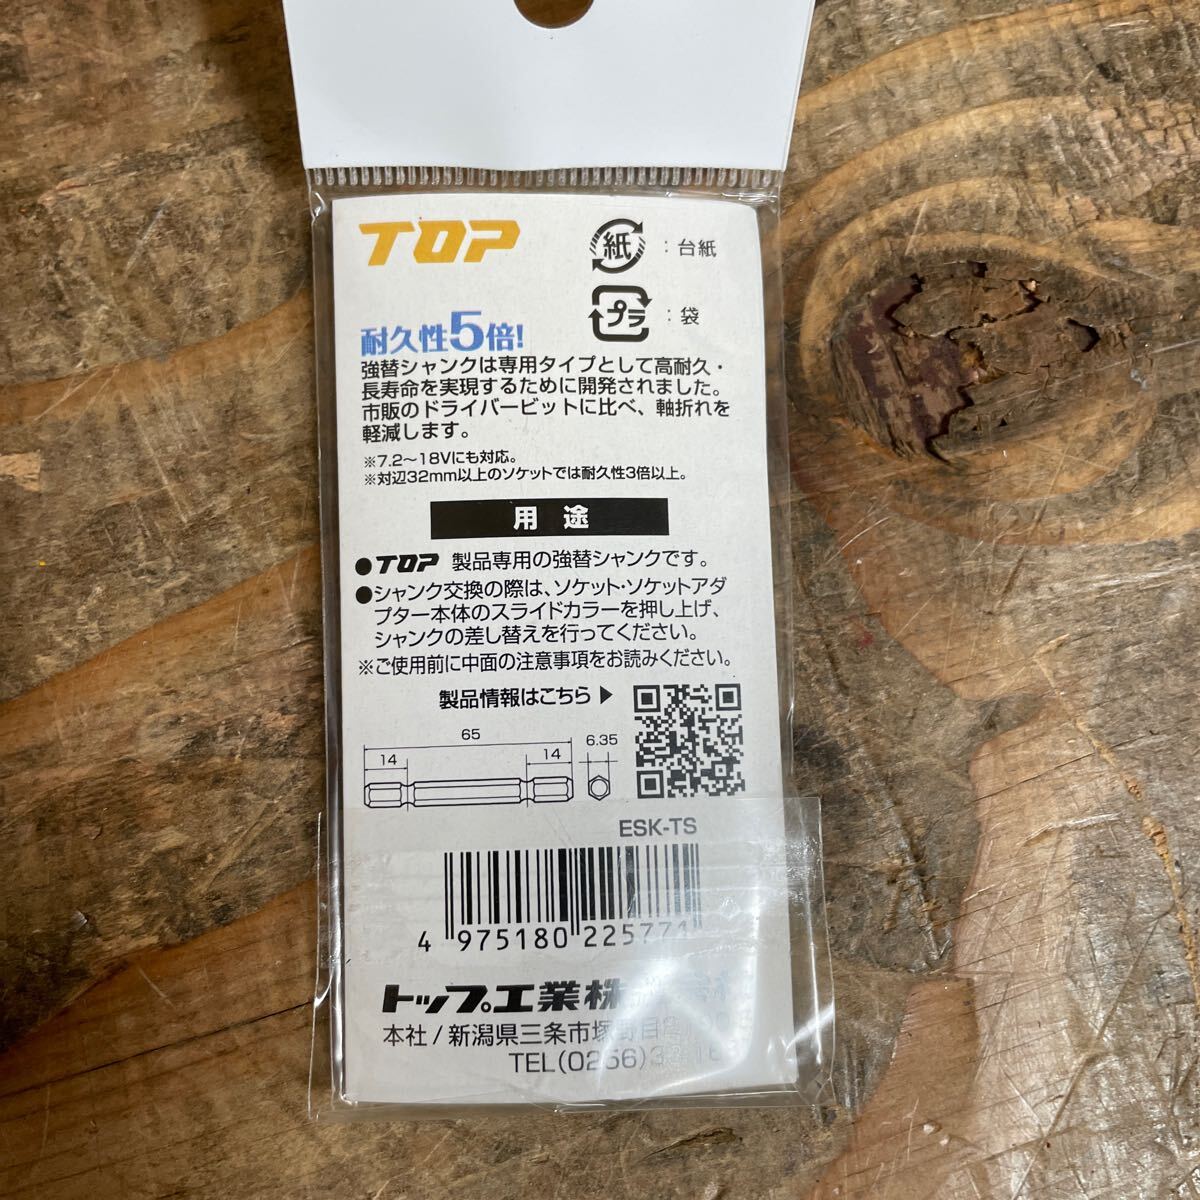 TOP
紙 : 台紙
プラ : 袋
耐久性5倍!
強替シャンクは専用タイプとして高耐久・
長寿命を実現するために開発されました。
市販のドライバービットに比べ、軸折れを
軽減します。
※7.2〜18Vにも対応。
※対辺32mm以上のソケットでは耐久性3倍以上。
用途
●TOP 製品専用の強替シャンクです。
●シャンク交換の際は、ソケット・ソケットアダ
プター本体のスライドカラーを押し上げ、
シャンクの差し替えを行ってください。
※ご使用前に中面の注意事項をお読みください。
製品情報はこちら▶
65
14 14 6.35
ESK-TS
4 975180 225771
トップ工業株
本社/新潟県三条市塚野目
TEL(0256)